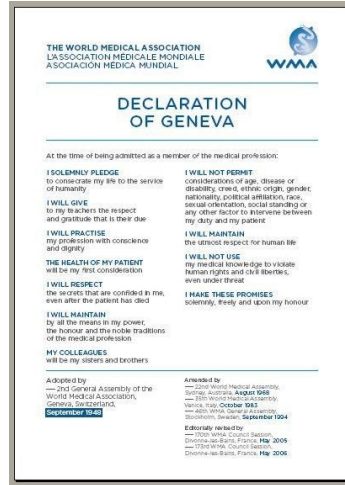 THE WORLD MEDICAL ASSOCIATION
L'ASSOCIATION MÉDICALE MONDIALE
ASOCIACIÓN MÉDICA MUNDIAL
WMA
DECLARATION
OF GENEVA
At the time of being admitted as a member of the medical profession:
I SOLEMNLY PLEDGE
to consecrate my life to the service
of humanity
I WILL GIVE
to my teachers the respect
and gratitude that is their due
I WILL PRACTISE
my profession with conscience
and dignity
THE HEALTH OF MY PATIENT
will be my first consideration
I WILL RESPECT
the secrets that are confided in me,
even after the patient has died
I WILL MAINTAIN
by all the means in my power,
the honour and the noble traditions
of the medical profession
MY COLLEAGUES
will be my sisters and brothers
I WILL NOT PERMIT
considerations of age, disease or
disability, creed, ethnic origin, gender,
nationality, political affiliation, race,
sexual orientation, social standing or
any other factor to intervene between
my duty and my patient
I WILL MAINTAIN
the utmost respect for human life
I WILL NOT USE
my medical knowledge to violate
human rights and civil liberties,
even under threat
I MAKE THESE PROMISES
solemnly, freely and upon my honour
Adopted by
— 2nd General Assembly of the
World Medical Association,
Geneva, Switzerland,
September 1948
Amended by
— 22nd World Medical Assembly,
Sydney, Australia, August 1968
— 35th World Medical Assembly,
Venice, Italy, October 1983
— 46th WMA General Assembly,
Stockholm, Sweden, September 1994
Editorially revised by
— 170th WMA Council Session,
Divonne-les-Bains, France, May 2005
— 173rd WMA Council Session,
Divonne-les-Bains, France, May 2006